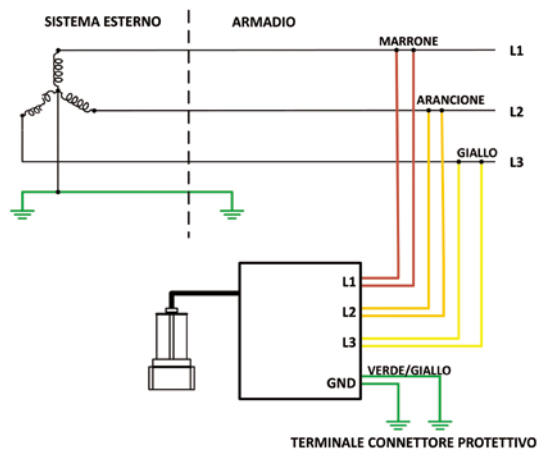 SISTEMA ESTERNO
ARMADIO
MARRONE
L1
ARANCIONE
L2
GIALLO
L3
L1
L2
L3
VERDE/GIALLO
GND
TERMINALE CONNETTORE PROTETTIVO